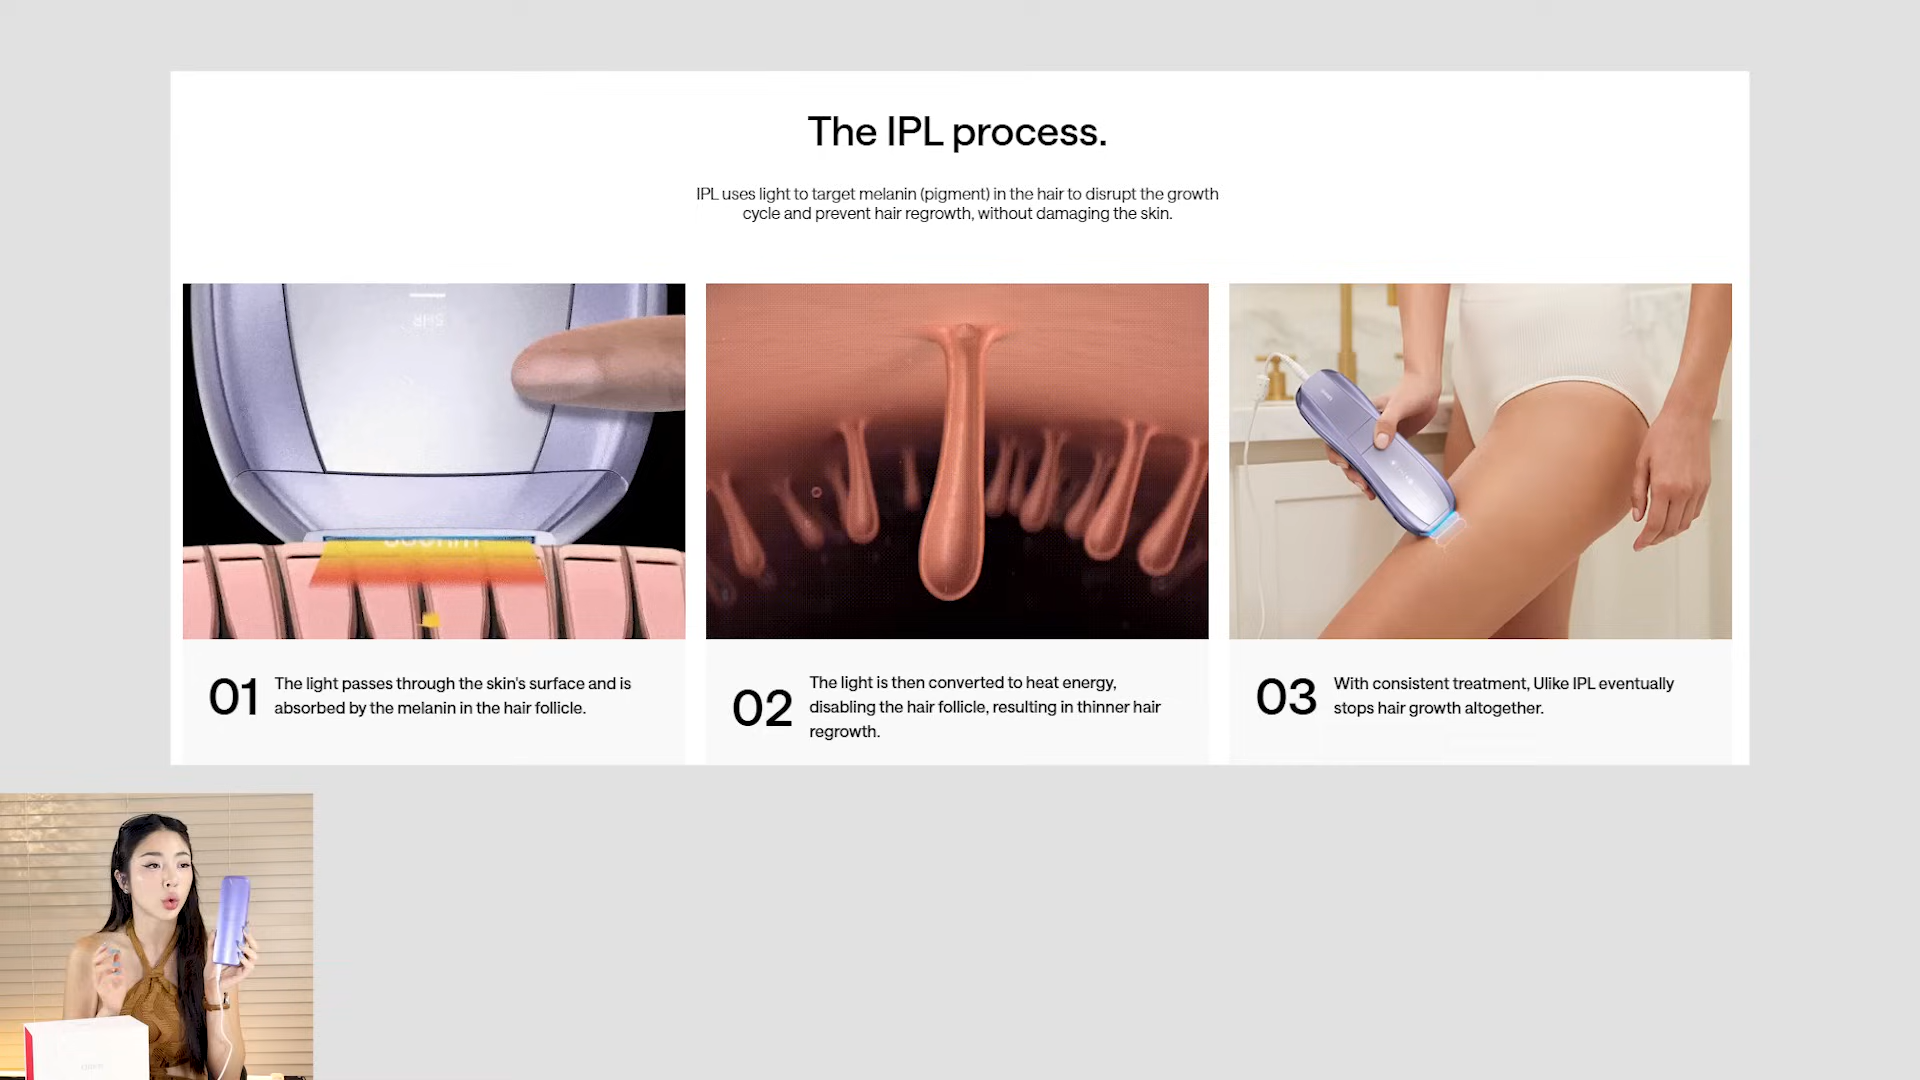 The IPL process.
IPL uses light to target melanin (pigment) in the hair to disrupt the growth
cycle and prevent hair regrowth, without damaging the skin.
SHR
01
The light passes through the skin's surface and is
absorbed by the melanin in the hair follicle.
02
The light is then converted to heat energy,
disabling the hair follicle, resulting in thinner hair
regrowth.
03
With consistent treatment, Ulike IPL eventually
stops hair growth altogether.